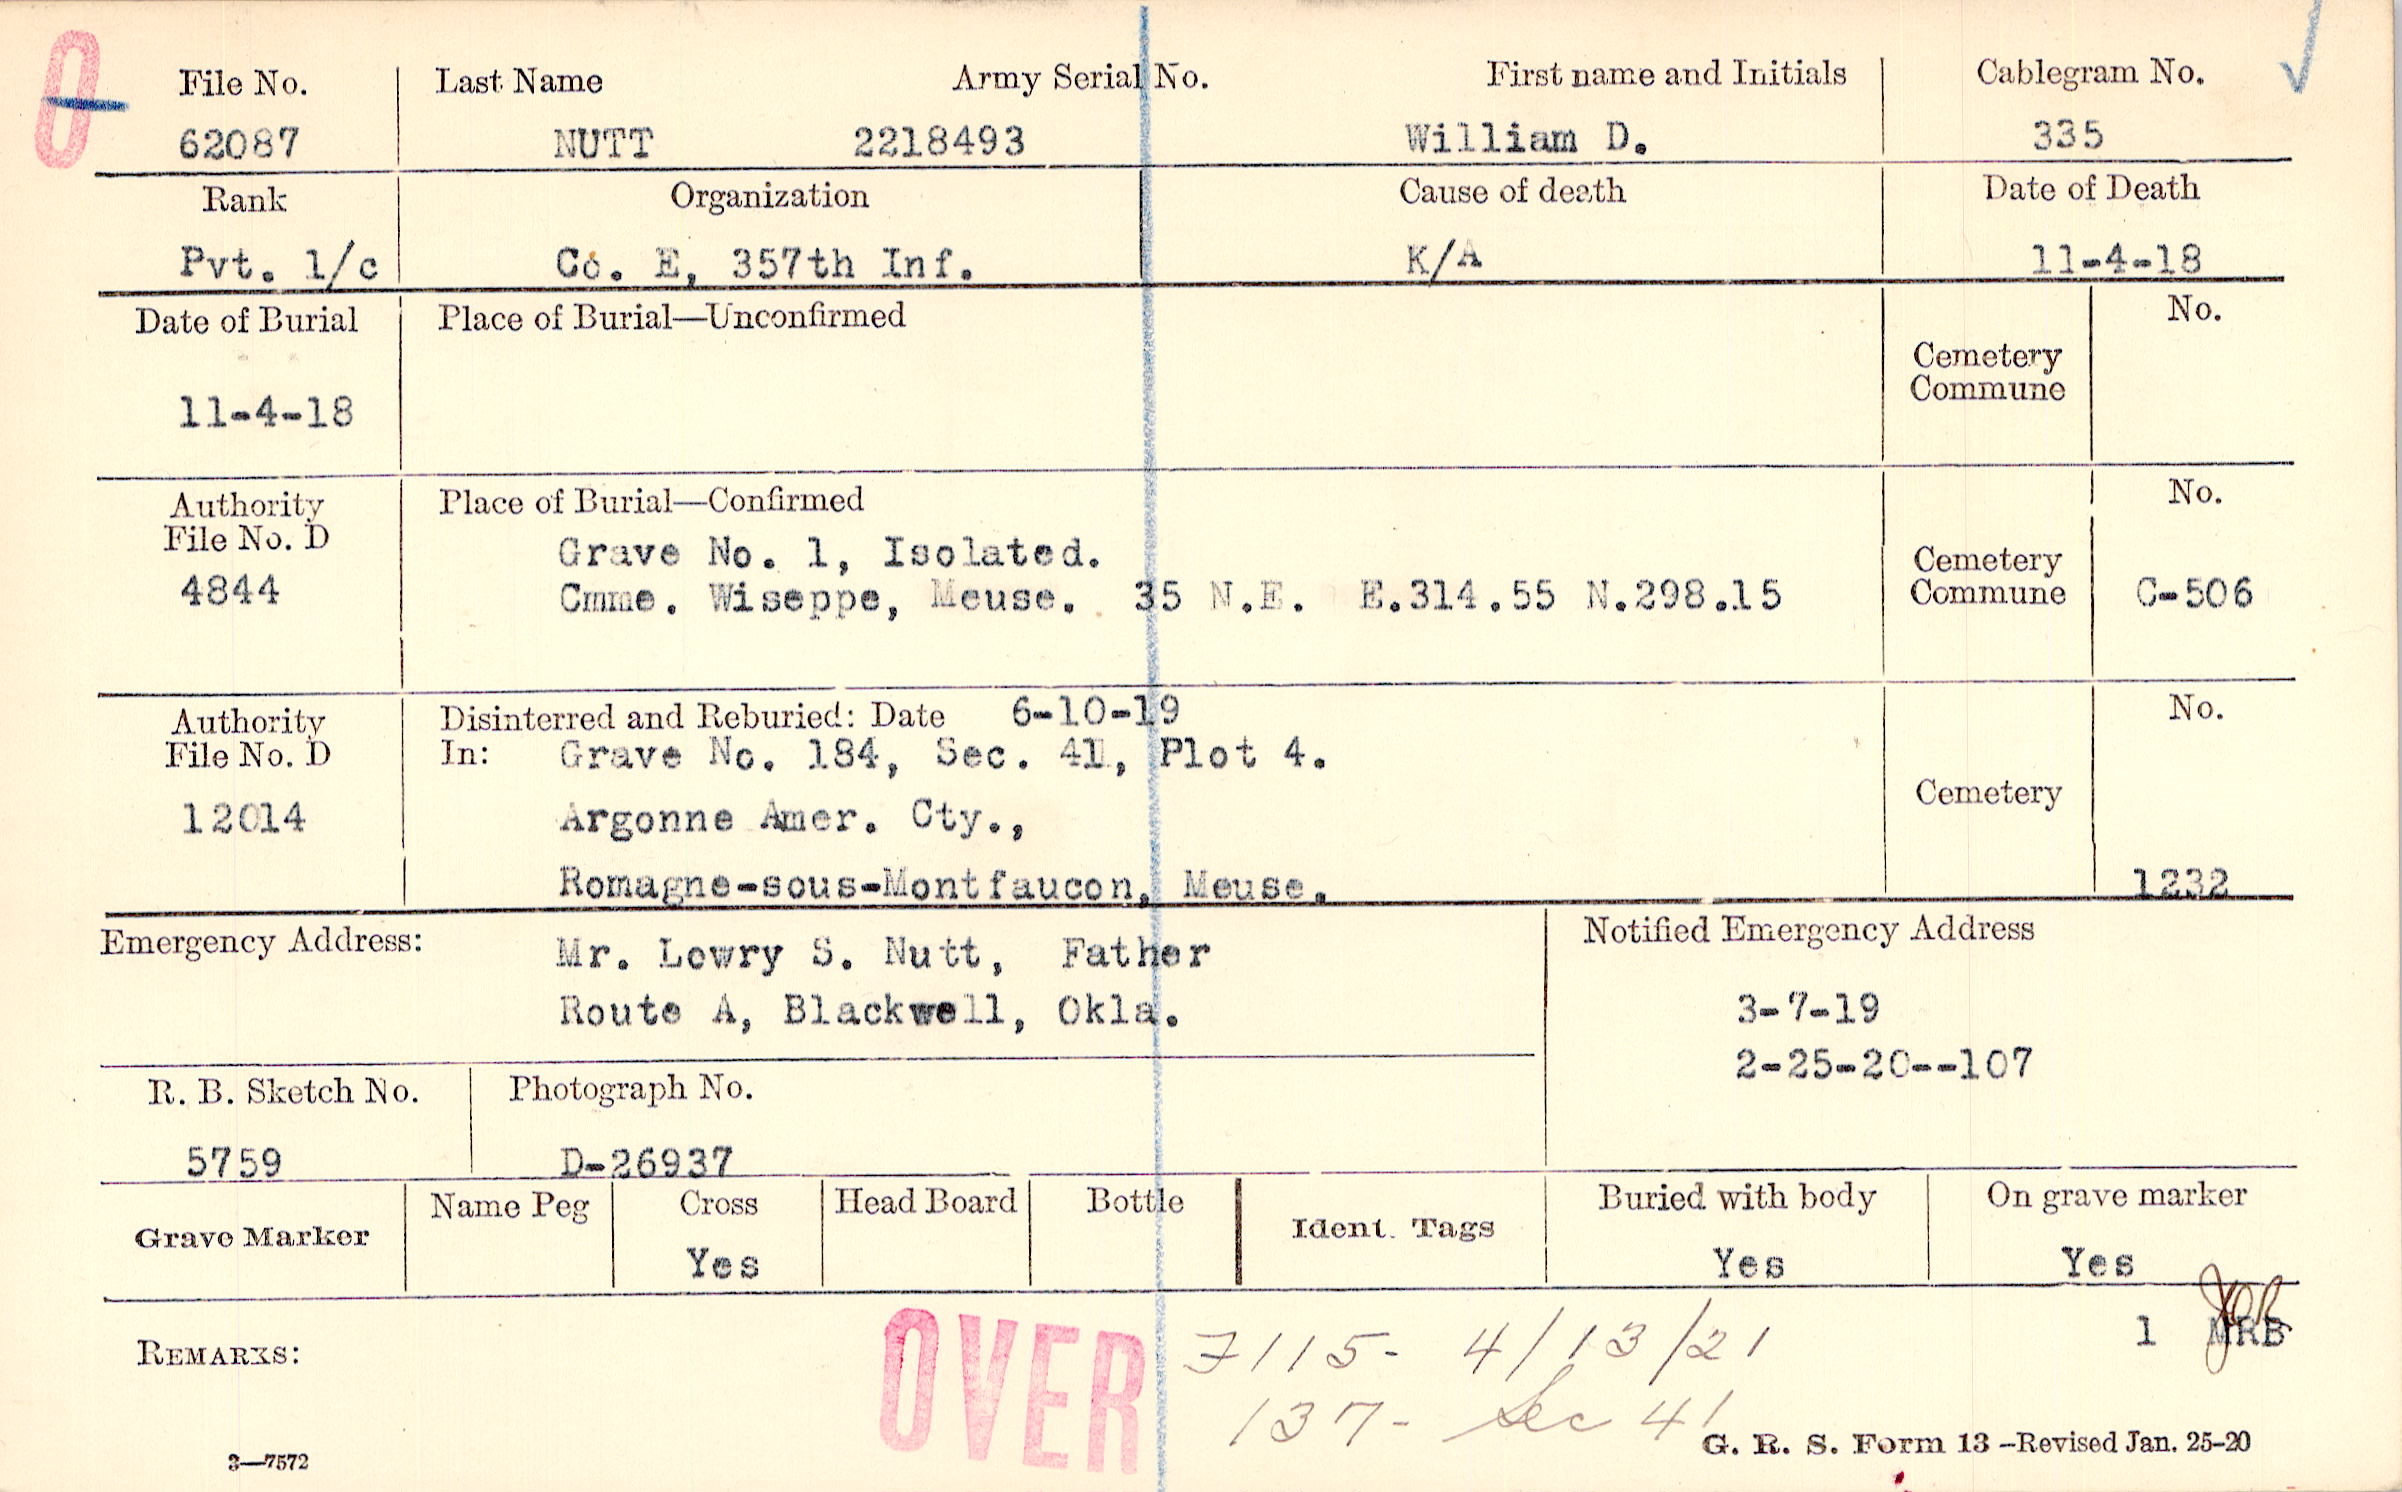 O
File No. Last Name Army Serial No. First name and Initials Cablegram No.
62087 NUTT 2218493 William D. 335
Rank Organization Cause of death Date of Death
Pvt. 1/c Co. E, 357th Inf. K/A 11-4-18
Date of Burial Place of Burial—Unconfirmed No.
Cemetery
Commune
11-4-18
Authority Place of Burial—Confirmed No.
File No. D
4844
Grave No. 1, Isolated.
Cmme. Wiseppe, Meuse. 35 N.E. E.314.55 N.298.15
Cemetery
Commune C-506
Authority Disinterred and Reburied: Date 6-10-19 No.
File No. D In: Grave No. 184, Sec. 41, Plot 4.
12014 Argonne Amer. Cty., Cemetery
Romagne-sous-Montfaucon, Meuse. 1232
Emergency Address: Mr. Lowry S. Nutt, Father Notified Emergency Address
Route A, Blackwell, Okla. 3-7-19
2-25-20--107
R. B. Sketch No. Photograph No.
5759 D-26937
Grave Marker Name Peg Cross Head Board Bottle Ident. Tags Buried with body On grave marker
Yes Yes Yes
1 MRB
REMARKS: OVER 7115- 4/13/21
137- Sec 41
3—7572 G. R. S. Form 13 –Revised Jan. 25–20